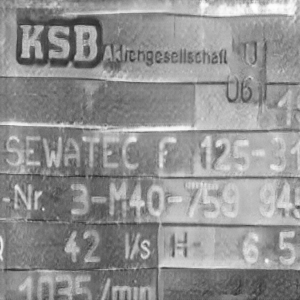 KSB Aktiengesellschaft
06
SEWATEC F 125-31
-Nr. 3-M40-759 94
42 l/s H 6.5
1035/min